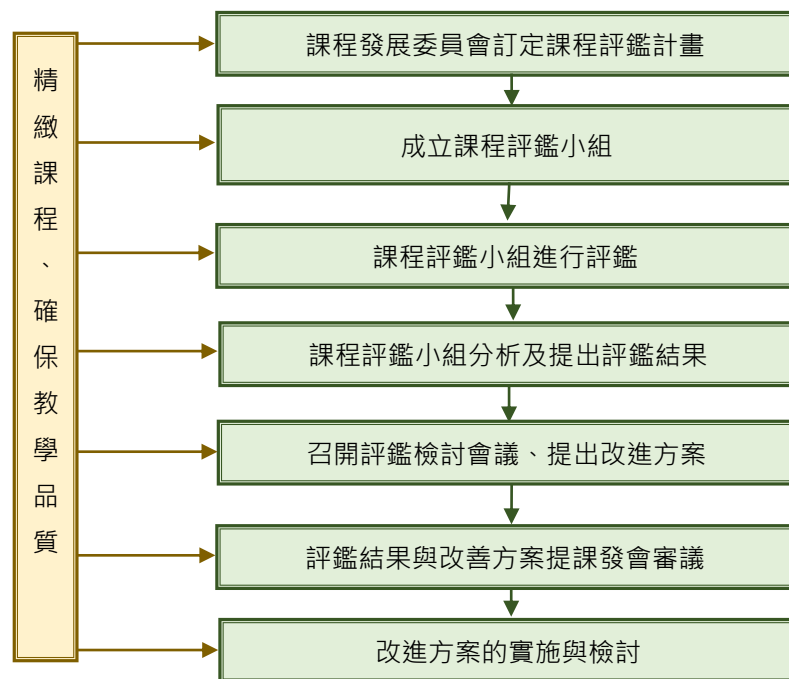 精緻課程、確保教學品質
課程發展委員會訂定課程評鑑計畫
成立課程評鑑小組
課程評鑑小組進行評鑑
課程評鑑小組分析及提出評鑑結果
召開評鑑檢討會議、提出改進方案
評鑑結果與改善方案提課發會審議
改進方案的實施與檢討